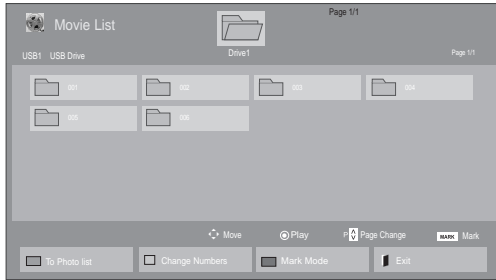 Page 1/1
Movie List
Drive1
USB1 USB Drive
Page 1/1
001 002 003 004
005 006
Move Play P Page Change MARK Mark
To Photo list Change Numbers Mark Mode Exit